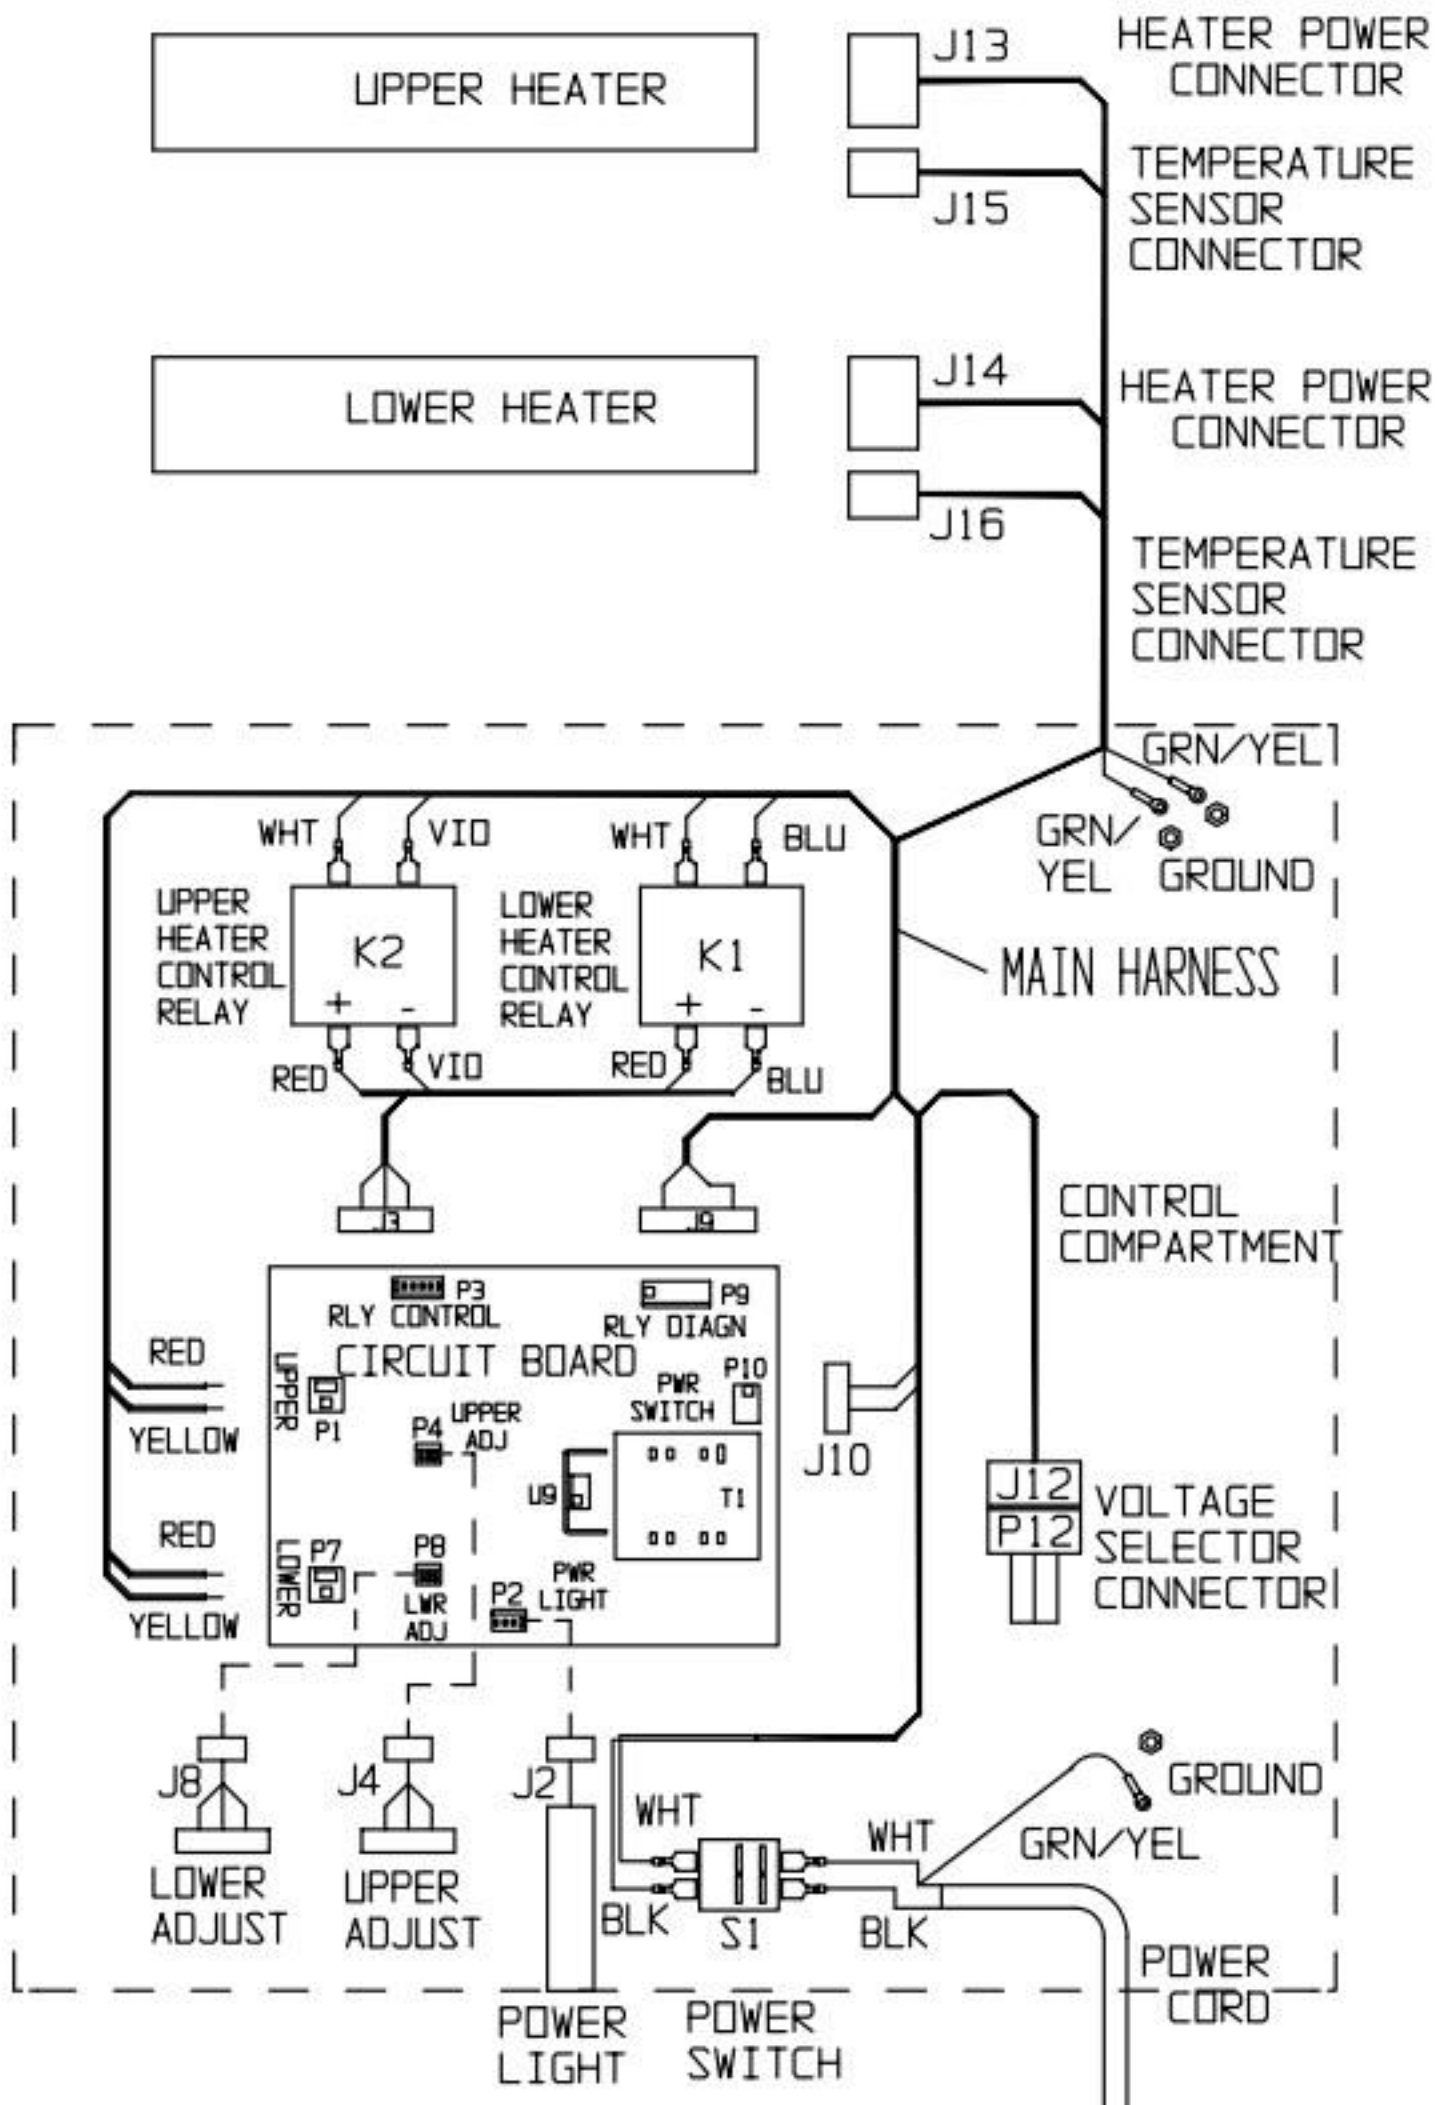 UPPER HEATER
J13
HEATER POWER
CONNECTOR
J15
TEMPERATURE
SENSOR
CONNECTOR
LOWER HEATER
J14
HEATER POWER
CONNECTOR
J16
TEMPERATURE
SENSOR
CONNECTOR
GRN/YEL
GRN/
YEL
GROUND
WHT
VIO
WHT
BLU
UPPER
HEATER
CONTROL
RELAY
K2
+ -
LOWER
HEATER
CONTROL
RELAY
K1
+ -
MAIN HARNESS
RED
VIO
RED
BLU
J3
J9
CONTROL
COMPARTMENT
P3
RLY CONTROL
P9
RLY DIAGN
CIRCUIT BOARD
RED
YELLOW
UPPER
P1
P4
UPPER
ADJ
PWR
SWITCH
P10
U9
T1
J10
J12
P12
VOLTAGE
SELECTOR
CONNECTOR
RED
YELLOW
LOWER
P7
P8
LWR
ADJ
P2
PWR
LIGHT
J8
LOWER
ADJUST
J4
UPPER
ADJUST
J2
POWER
LIGHT
WHT
BLK
S1
POWER
SWITCH
WHT
BLK
GROUND
GRN/YEL
POWER
CORD